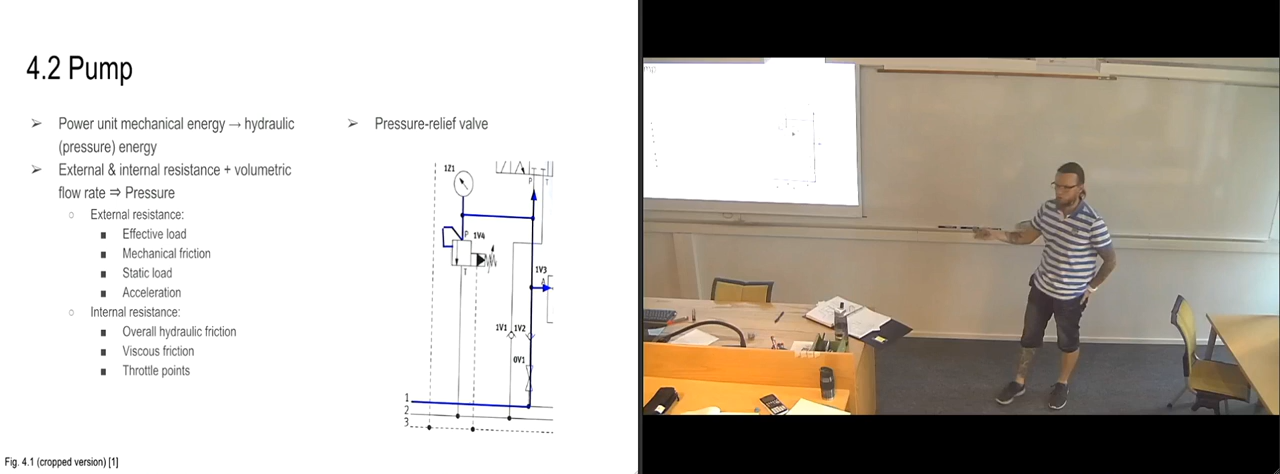 4.2 Pump
➢ Power unit mechanical energy → hydraulic
(pressure) energy
➢ External & internal resistance + volumetric
flow rate ⇒ Pressure
○ External resistance:
■ Effective load
■ Mechanical friction
■ Static load
■ Acceleration
○ Internal resistance:
■ Overall hydraulic friction
■ Viscous friction
■ Throttle points
➢ Pressure-relief valve
1Z1
P T
P 1V4
T
1V3
A
1V1 1V2
0V1
1
2
3
Fig. 4.1 (cropped version) [1]